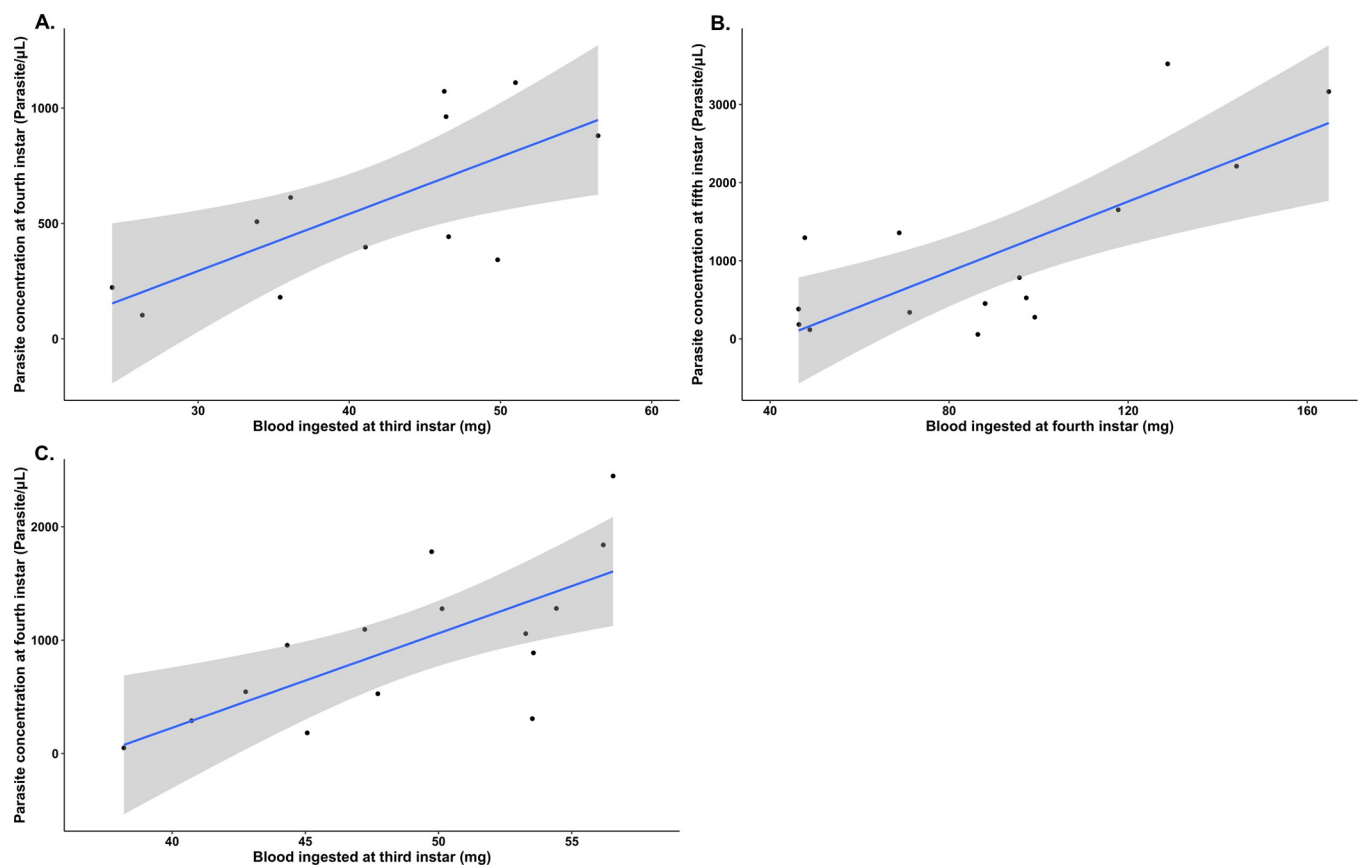 A.
Parasite concentration at fourth instar (Parasite/µL)
1000
500
0
30 40 50 60
Blood ingested at third instar (mg)
B.
Parasite concentration at fifth instar (Parasite/µL)
3000
2000
1000
0
40 80 120 160
Blood ingested at fourth instar (mg)
C.
Parasite concentration at fourth instar (Parasite/µL)
2000
1000
0
40 45 50 55
Blood ingested at third instar (mg)